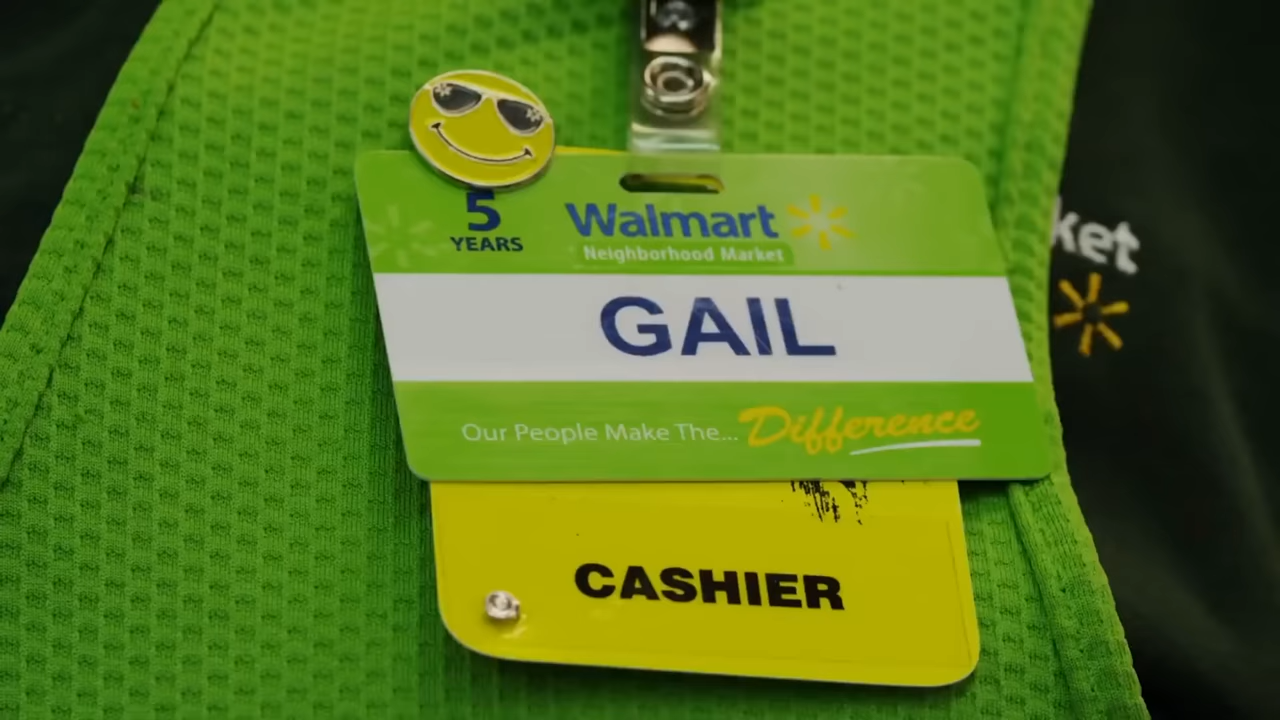 5
YEARS
Walmart
Neighborhood Market
GAIL
Our People Make The... Difference
CASHIER
ket